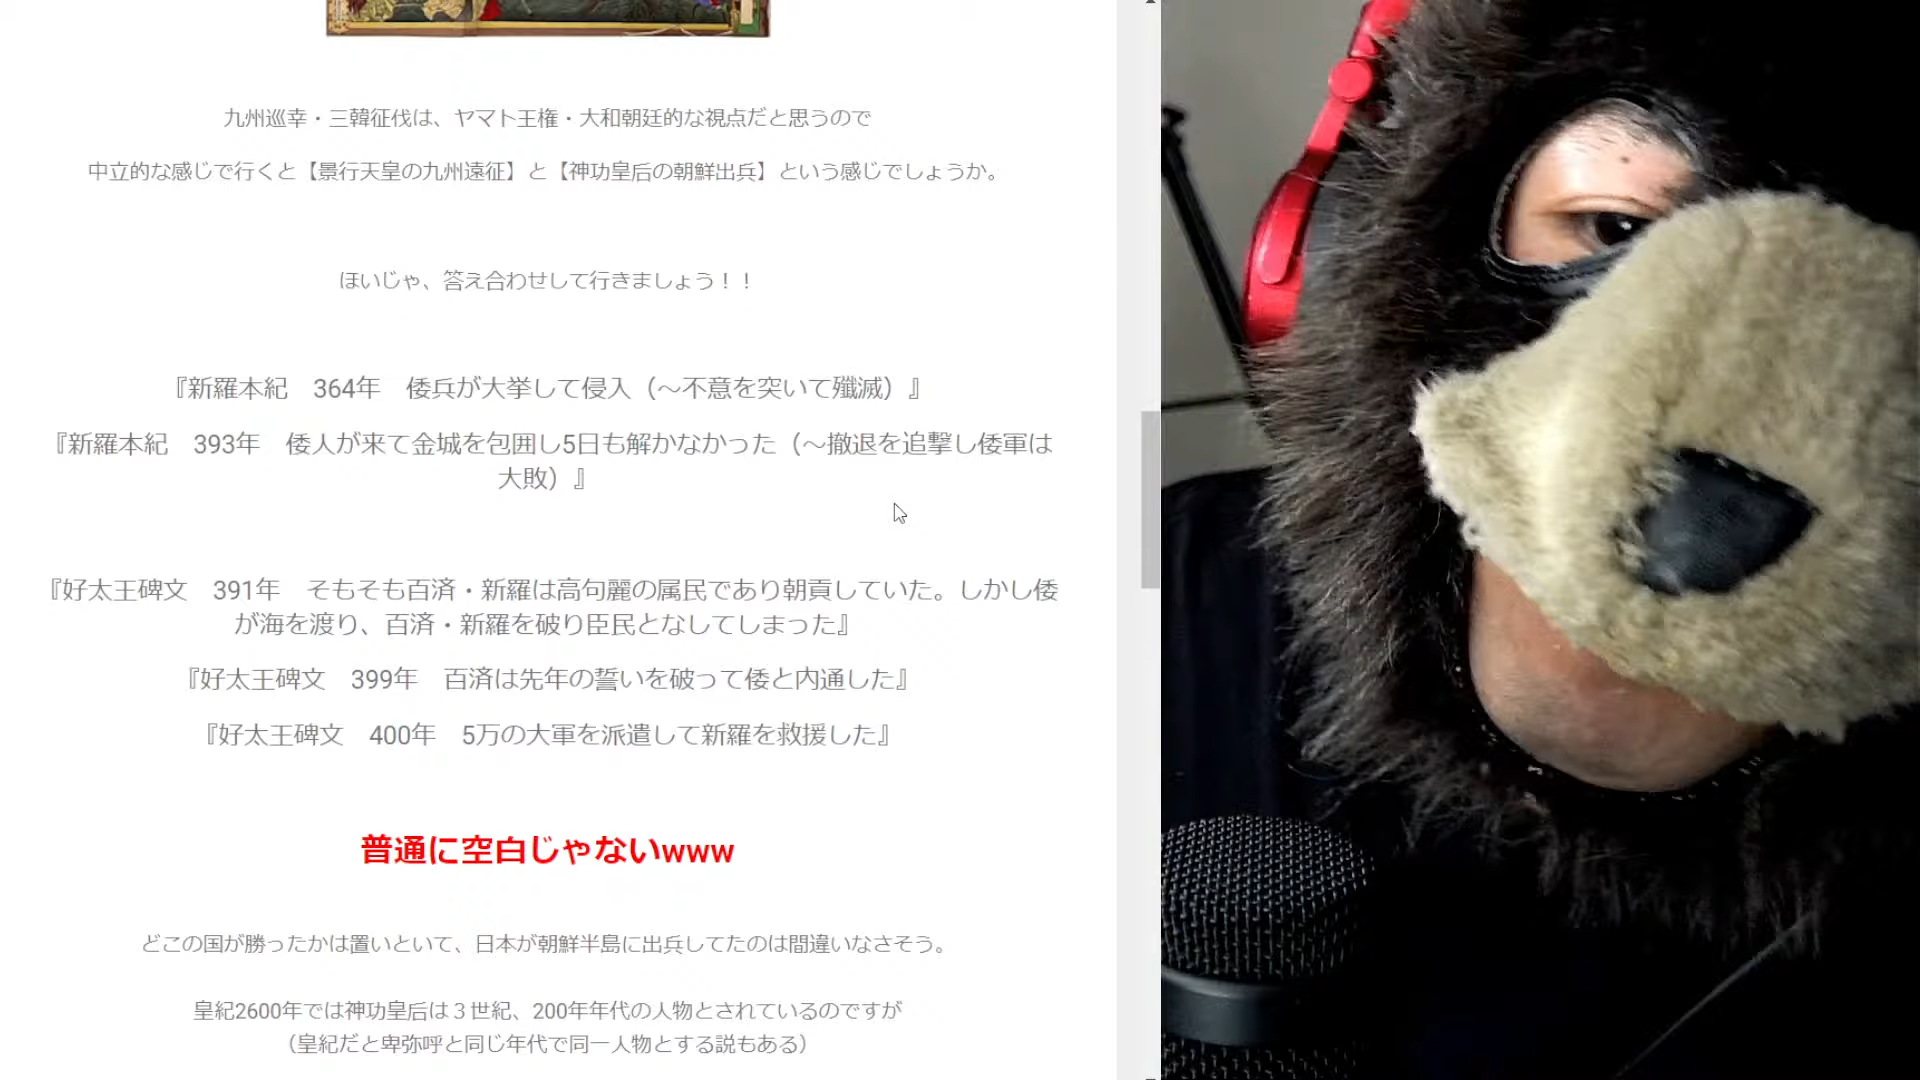 九州巡幸・三韓征伐は、ヤマト王権・大和朝廷的な視点だと思うので
中立的な感じで行くと【景行天皇の九州遠征】と【神功皇后の朝鮮出兵】という感じでしょうか。
ほいじゃ、答え合わせして行きましょう！！
『新羅本紀　364年　倭兵が大挙して侵入（～不意を突いて殲滅）』
『新羅本紀　393年　倭人が来て金城を包囲し5日も解かなかった（～撤退を追撃し倭軍は
大敗）』
『好太王碑文　391年　そもそも百済・新羅は高句麗の属民であり朝貢していた。しかし倭
が海を渡り、百済・新羅を破り臣民となしてしまった』
『好太王碑文　399年　百済は先年の誓いを破って倭と内通した』
『好太王碑文　400年　5万の大軍を派遣して新羅を救援した』
普通に空白じゃないwww
どこの国が勝ったかは置いといて、日本が朝鮮半島に出兵してたのは間違いなさそう。
皇紀2600年では神功皇后は３世紀、200年年代の人物とされているのですが
（皇紀だと卑弥呼と同じ年代で同一人物とする説もある）